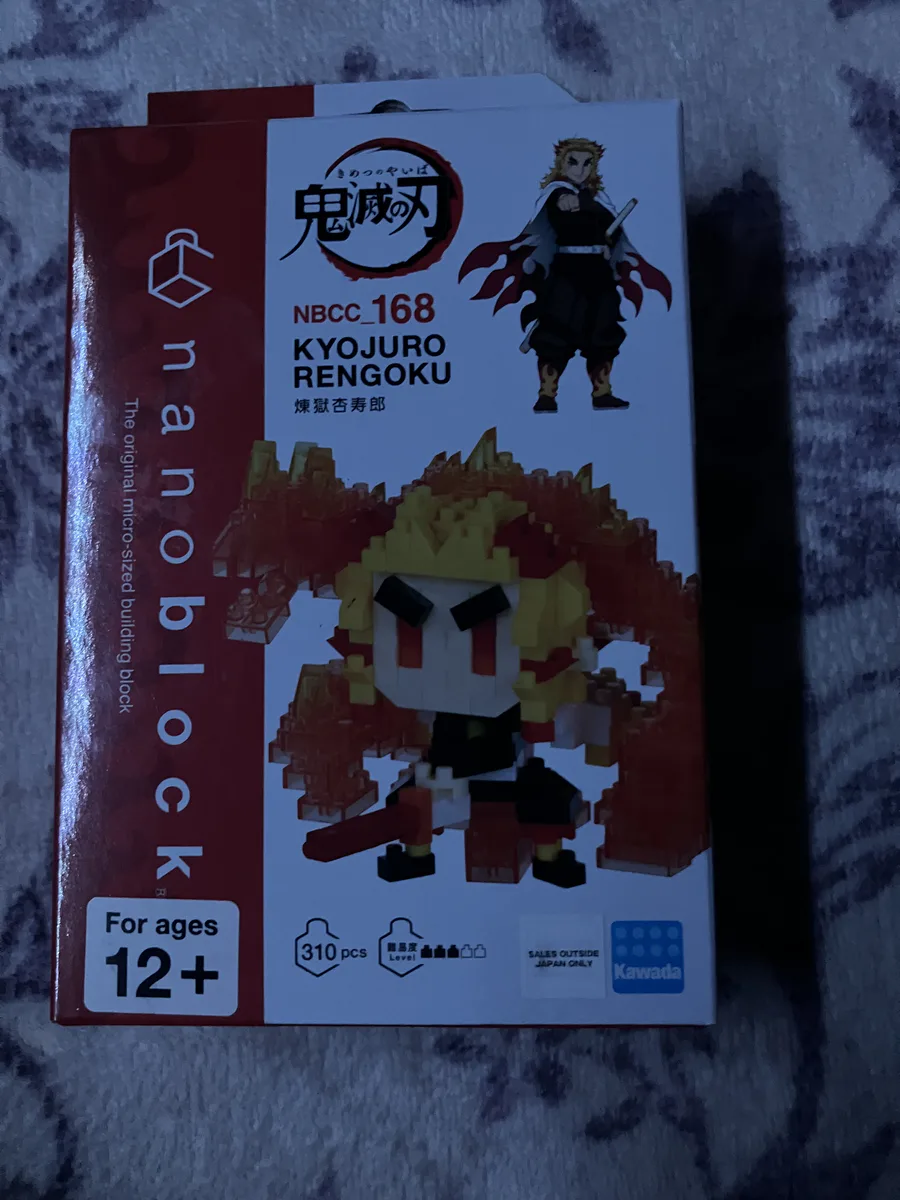 きめつのやいば
鬼滅の刃
NBCC_168
KYOJURO
RENGOKU
煉獄杏寿郎
nanoblock®
The original micro-sized building block
For ages
12+
310 pcs
難易度
Level
SALES OUTSIDE
JAPAN ONLY
Kawada